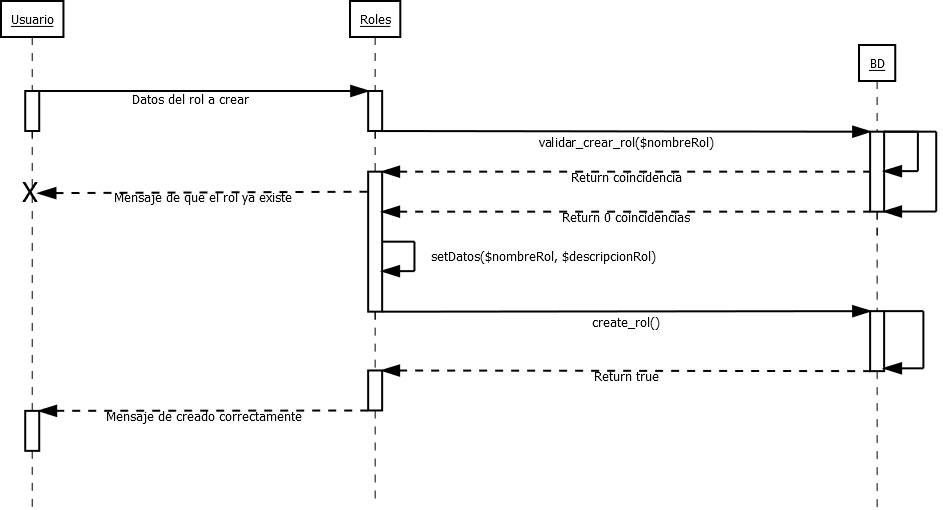 Usuario
Roles
BD
Datos del rol a crear
validar_crear_rol($nombreRol)
Return coincidencia
X
Mensaje de que el rol ya existe
Return 0 coincidencias
setDatos($nombreRol, $descripcionRol)
create_rol()
Return true
Mensaje de creado correctamente